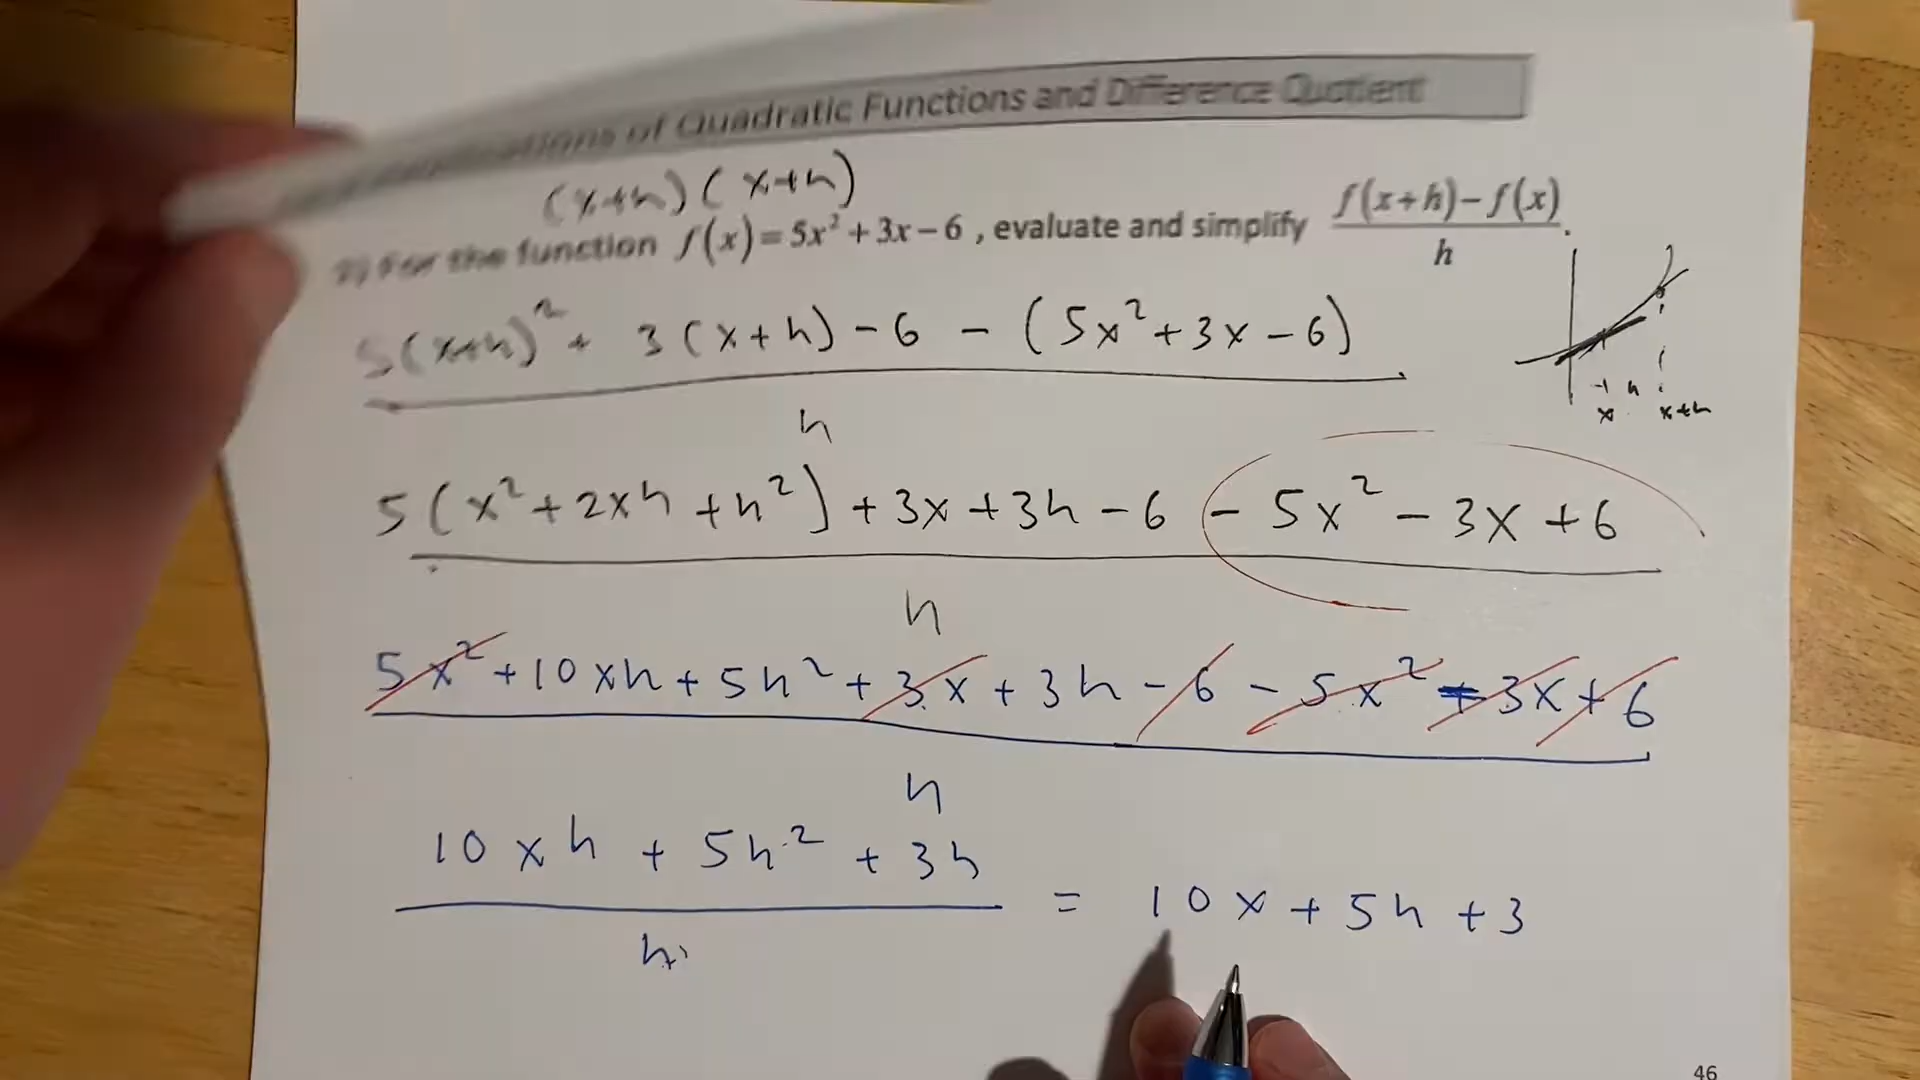 of Quadratic Functions and Difference Quotient
(x+h)(x+h)
For the function f(x)=5x²+3x−6, evaluate and simplify f(x+h)−f(x)/h.
5(x+h)² + 3(x+h)−6 − (5x²+3x−6)
h
x h x+h
5(x²+2xh+h²)+3x+3h−6 −5x²−3x+6
h
5x²+10xh+5h²+3x+3h−6−5x²−3x+6
h
10xh + 5h² + 3h
h
= 10x+5h+3
46